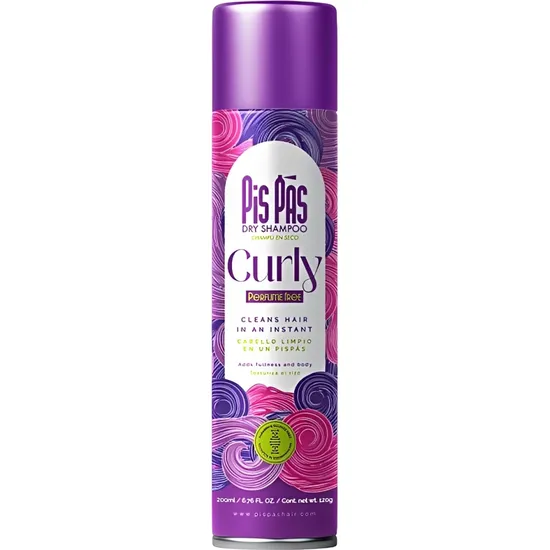 PiS PÁS
DRY SHAMPOO
CHAMPÚ EN SECO
Curly
PERFUME FREE
CLEANS HAIR
IN AN INSTANT
CABELLO LIMPIO
EN UN PISPÁS
Adds fullness and body
200ml / 6.76 FL. OZ. / Cont. net wt. 120g
www.pispashair.com